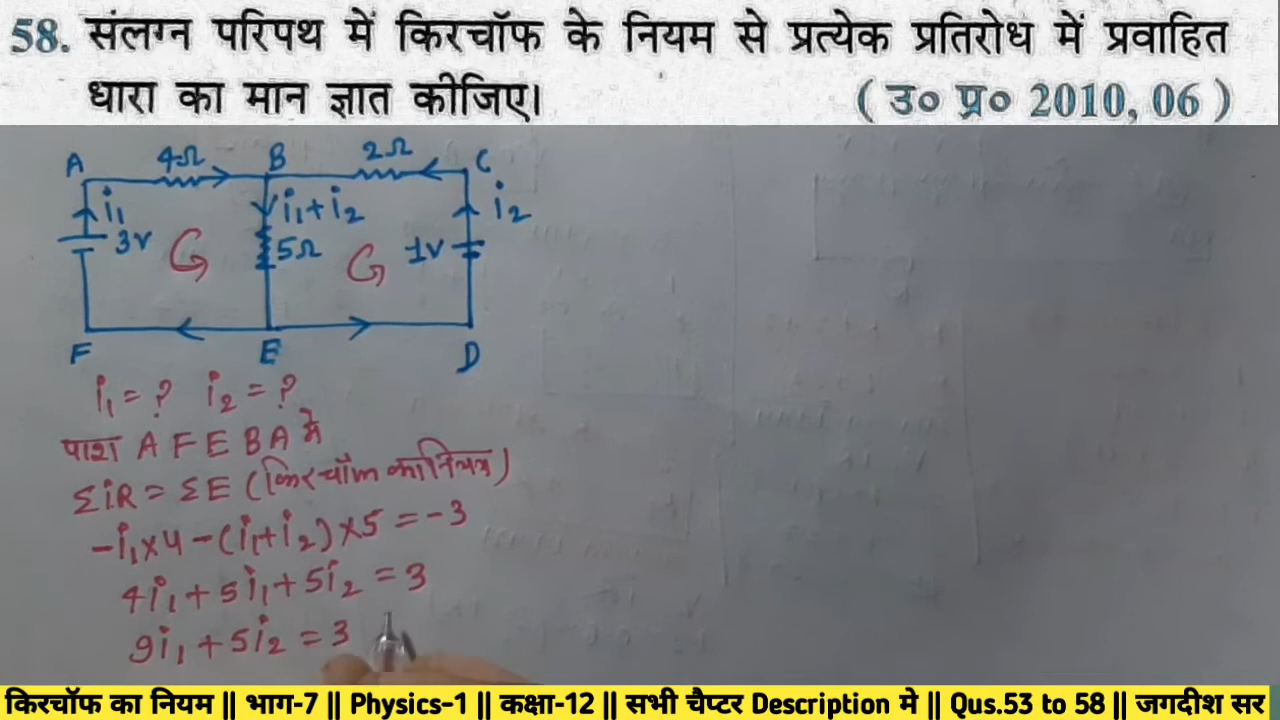 58. संलग्न परिपथ में किरचॉफ के नियम से प्रत्येक प्रतिरोध में प्रवाहित
धारा का मान ज्ञात कीजिए। ( उ० प्र० 2010, 06 )
A 4Ω B 2Ω C
i₁ i₁+i₂ i₂
3V 5Ω 1V
F E D
i₁ = ? i₂ = ?
पाश A F E B A में
ΣiR = ΣE (किरचॉफ का नियम)
-i₁×4-(i₁+i₂)×5 = -3
4i₁+5i₁+5i₂ = 3
9i₁+5i₂ = 3
किरचॉफ का नियम || भाग-7 || Physics-1 || कक्षा-12 || सभी चैप्टर Description मे || Qus.53 to 58 || जगदीश सर